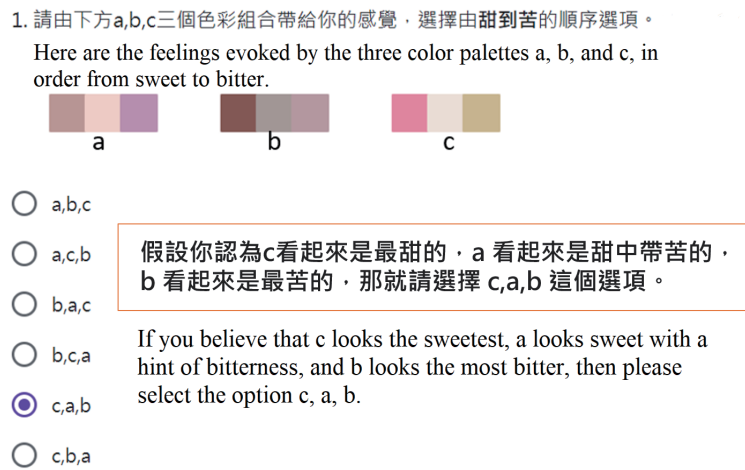 1. 請由下方a,b,c三個色彩組合帶給你的感覺，選擇由甜到苦的順序選項。
Here are the feelings evoked by the three color palettes a, b, and c, in
order from sweet to bitter.
a
b
c
a,b,c
a,c,b
b,a,c
b,c,a
c,a,b
c,b,a
假設你認為c看起來是最甜的，a 看起來是甜中帶苦的，
b 看起來是最苦的，那就請選擇 c,a,b 這個選項。
If you believe that c looks the sweetest, a looks sweet with a
hint of bitterness, and b looks the most bitter, then please
select the option c, a, b.